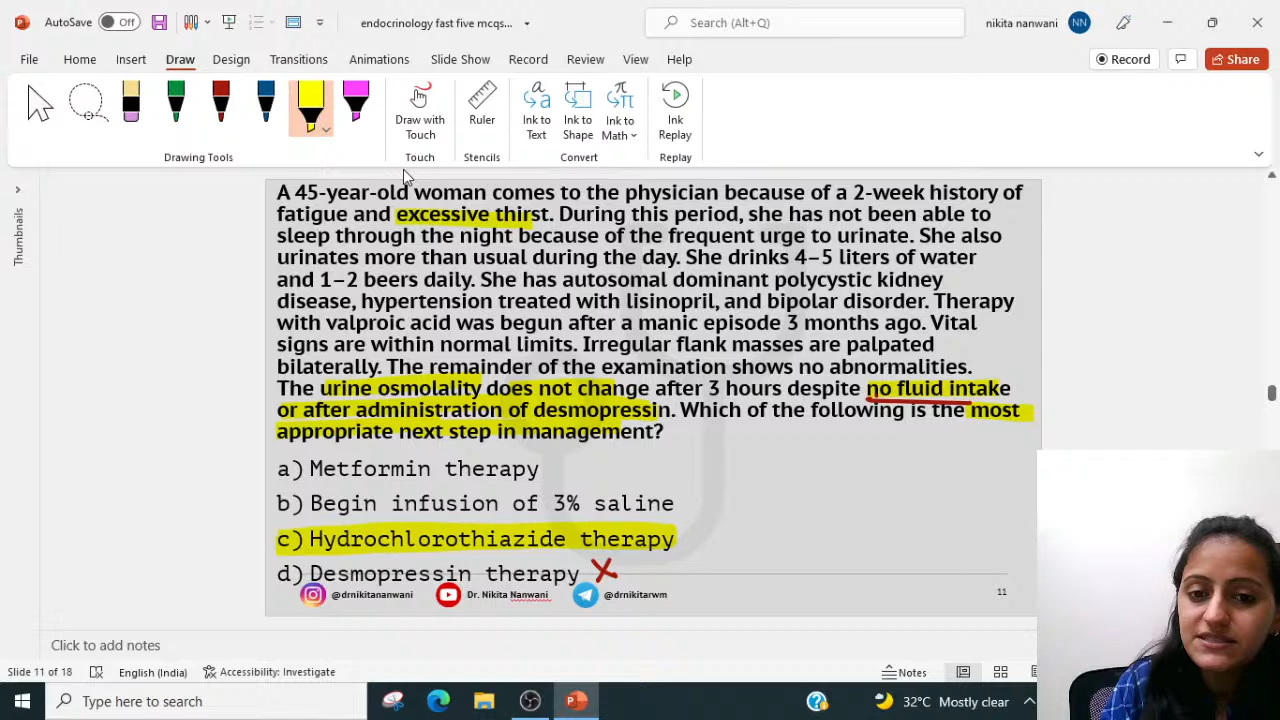 AutoSave Off endocrinology fast five mcqs... Search (Alt+Q) nikita nanwani NN
File Home Insert Draw Design Transitions Animations Slide Show Record Review View Help Record Share
Draw with Touch Ruler Ink to Text Ink to Shape Ink to Math Ink Replay
Drawing Tools Touch Stencils Convert Replay
Thumbnails
A 45-year-old woman comes to the physician because of a 2-week history of
fatigue and excessive thirst. During this period, she has not been able to
sleep through the night because of the frequent urge to urinate. She also
urinates more than usual during the day. She drinks 4–5 liters of water
and 1–2 beers daily. She has autosomal dominant polycystic kidney
disease, hypertension treated with lisinopril, and bipolar disorder. Therapy
with valproic acid was begun after a manic episode 3 months ago. Vital
signs are within normal limits. Irregular flank masses are palpated
bilaterally. The remainder of the examination shows no abnormalities.
The urine osmolality does not change after 3 hours despite no fluid intake
or after administration of desmopressin. Which of the following is the most
appropriate next step in management?
a) Metformin therapy
b) Begin infusion of 3% saline
c) Hydrochlorothiazide therapy
d) Desmopressin therapy
@drnikitananwani Dr. Nikita Nanwani @drnikitarwm 11
Click to add notes
Slide 11 of 18 English (India) Accessibility: Investigate Notes
Type here to search 32°C Mostly clear